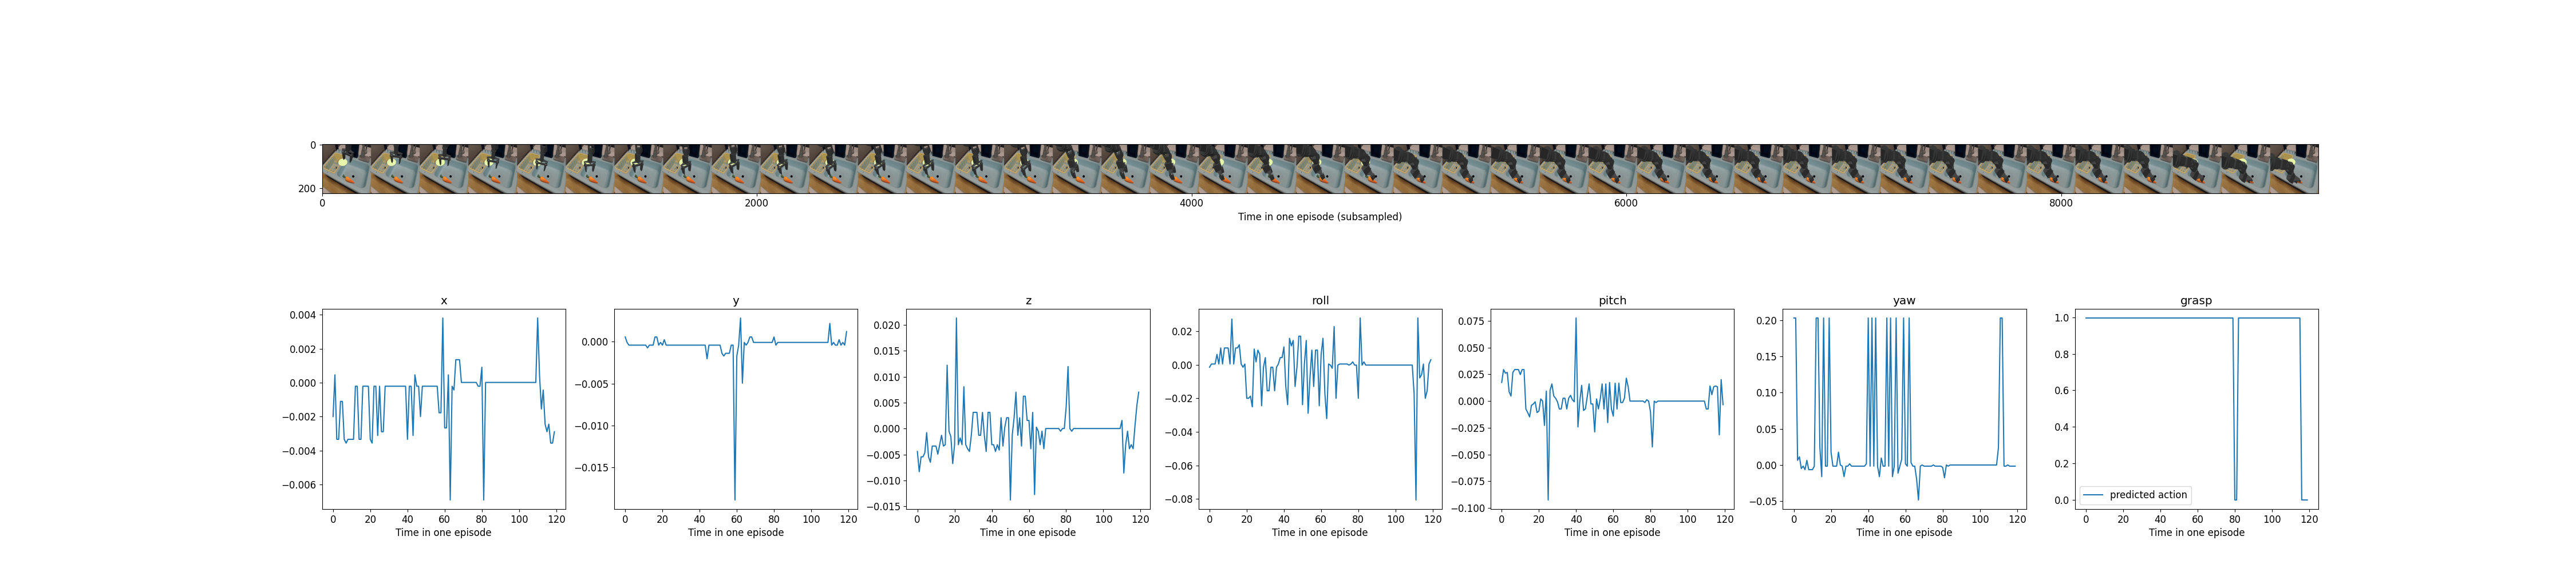 0
200
0 2000 4000 6000 8000
Time in one episode (subsampled)
x y z roll pitch yaw grasp
0.004
0.002
0.000
−0.002
−0.004
−0.006
0 20 40 60 80 100 120
Time in one episode
0.000
−0.005
−0.010
−0.015
0 20 40 60 80 100 120
Time in one episode
0.020
0.015
0.010
0.005
0.000
−0.005
−0.010
−0.015
0 20 40 60 80 100 120
Time in one episode
0.02
0.00
−0.02
−0.04
−0.06
−0.08
0 20 40 60 80 100 120
Time in one episode
0.075
0.050
0.025
0.000
−0.025
−0.050
−0.075
−0.100
0 20 40 60 80 100 120
Time in one episode
0.20
0.15
0.10
0.05
0.00
−0.05
0 20 40 60 80 100 120
Time in one episode
1.0
0.8
0.6
0.4
0.2
0.0
predicted action
0 20 40 60 80 100 120
Time in one episode